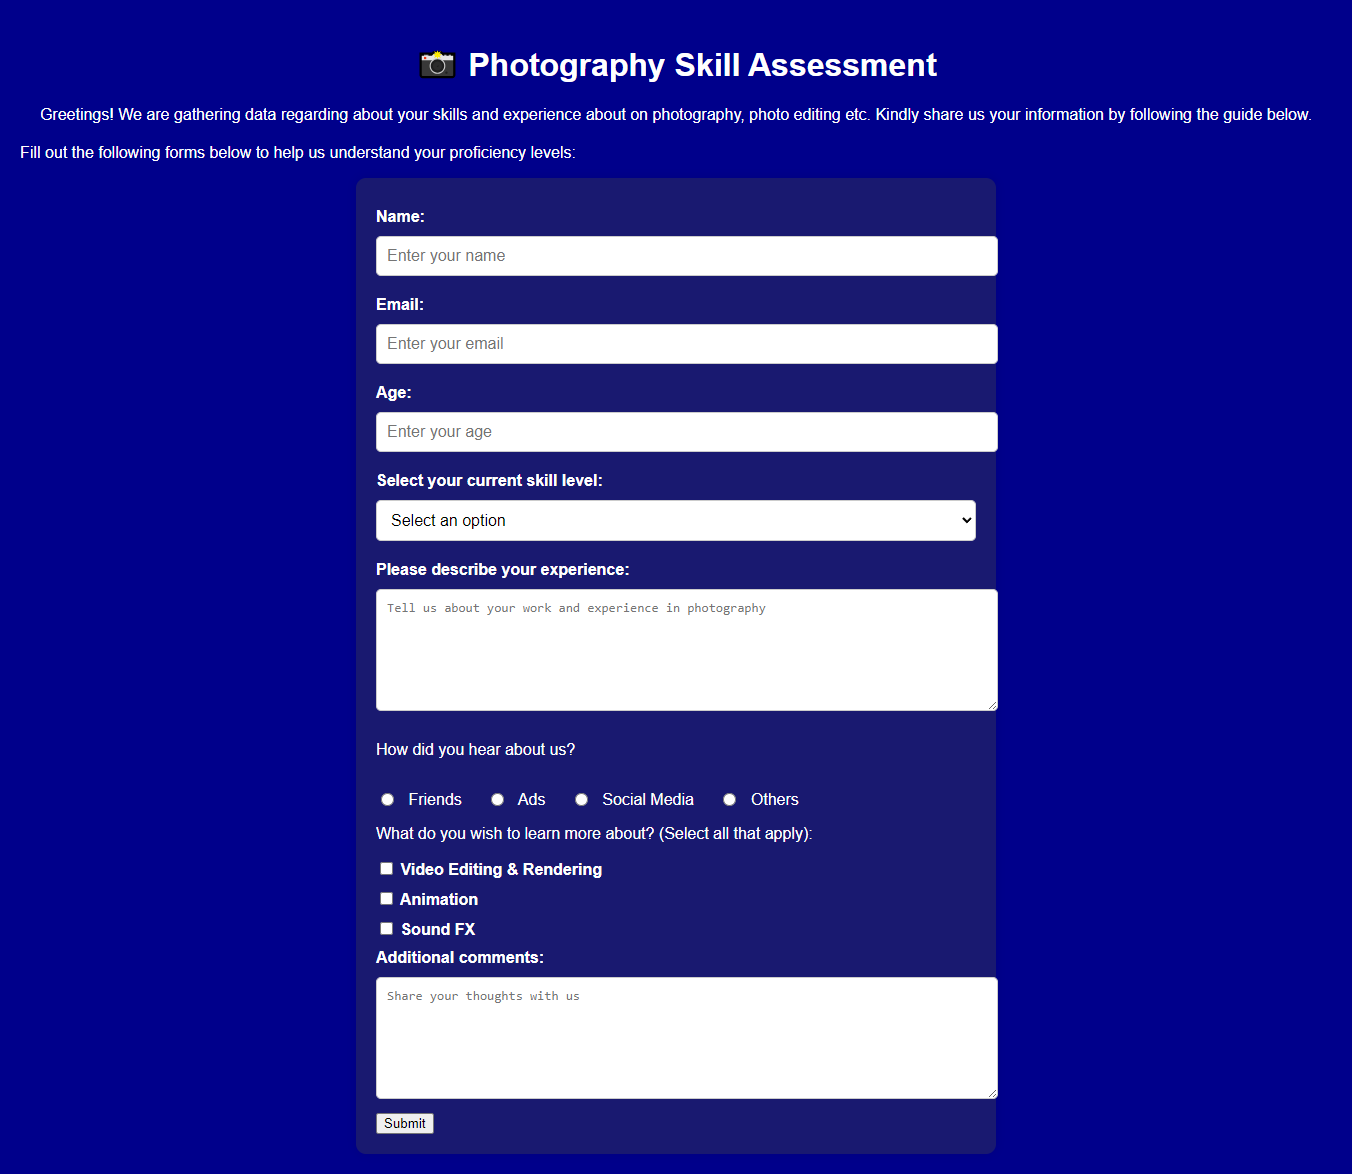 📸 Photography Skill Assessment
Greetings! We are gathering data regarding about your skills and experience about on photography, photo editing etc. Kindly share us your information by following the guide below.
Fill out the following forms below to help us understand your proficiency levels:
Name:
Enter your name
Email:
Enter your email
Age:
Enter your age
Select your current skill level:
Select an option
Please describe your experience:
Tell us about your work and experience in photography
How did you hear about us?
Friends Ads Social Media Others
What do you wish to learn more about? (Select all that apply):
Video Editing & Rendering
Animation
Sound FX
Additional comments:
Share your thoughts with us
Submit